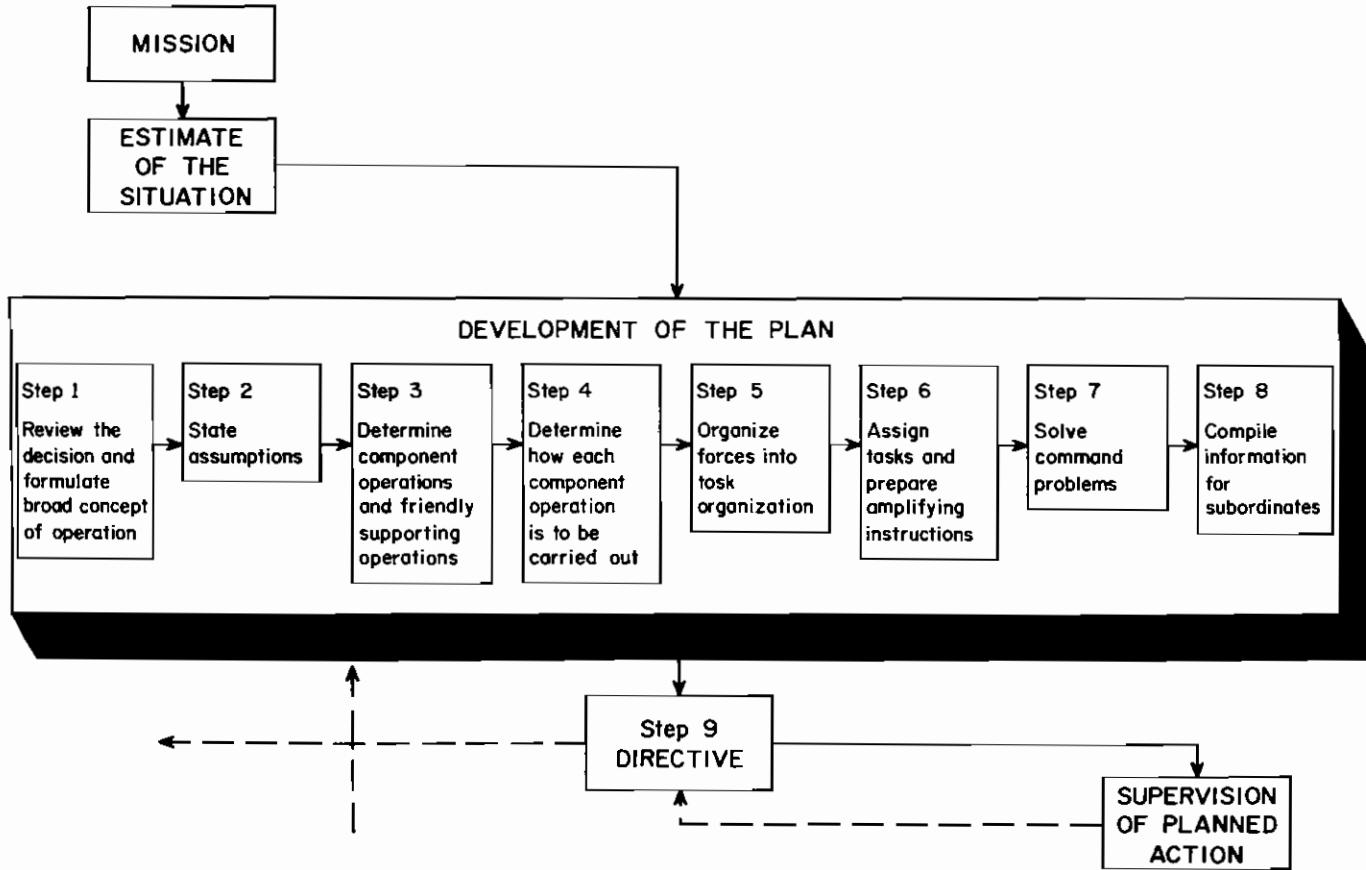 MISSION
ESTIMATE
OF THE
SITUATION
DEVELOPMENT OF THE PLAN
Step 1
Review the
decision and
formulate
broad concept
of operation
Step 2
State
assumptions
Step 3
Determine
component
operations
and friendly
supporting
operations
Step 4
Determine
how each
component
operation
is to be
carried out
Step 5
Organize
forces into
tosk
organization
Step 6
Assign
tasks and
prepare
amplifying
instructions
Step 7
Solve
command
problems
Step 8
Compile
information
for
subordinates
Step 9
DIRECTIVE
SUPERVISION
OF PLANNED
ACTION